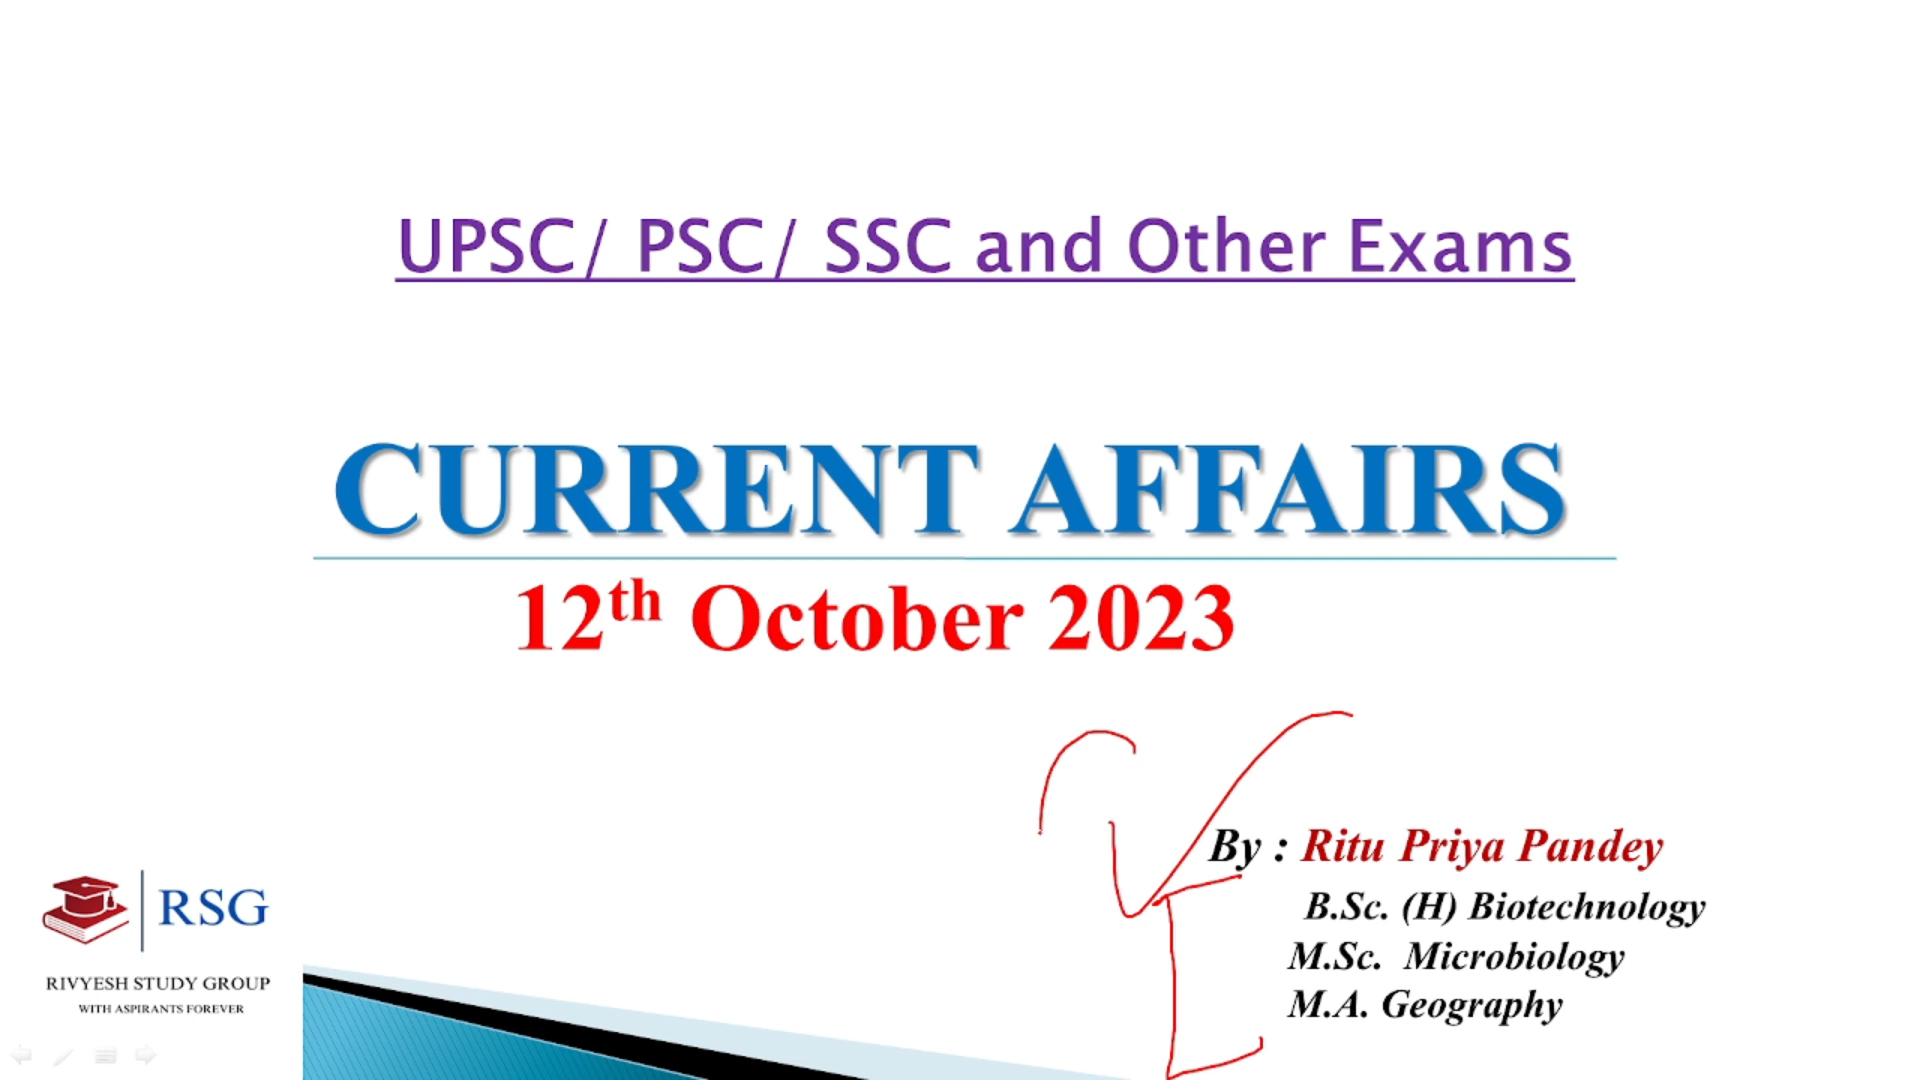 UPSC/ PSC/ SSC and Other Exams
CURRENT AFFAIRS
12th October 2023
By : Ritu Priya Pandey
B.Sc. (H) Biotechnology
M.Sc. Microbiology
M.A. Geography
RSG
RIVYESH STUDY GROUP
WITH ASPIRANTS FOREVER